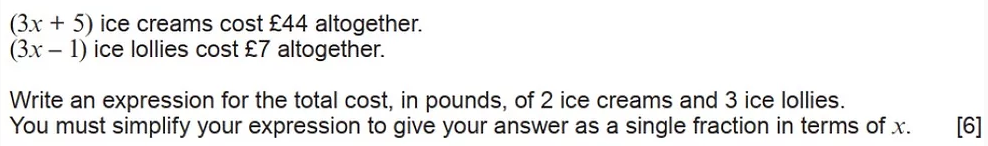 (3x + 5) ice creams cost £44 altogether.
(3x – 1) ice lollies cost £7 altogether.
Write an expression for the total cost, in pounds, of 2 ice creams and 3 ice lollies.
You must simplify your expression to give your answer as a single fraction in terms of x. [6]